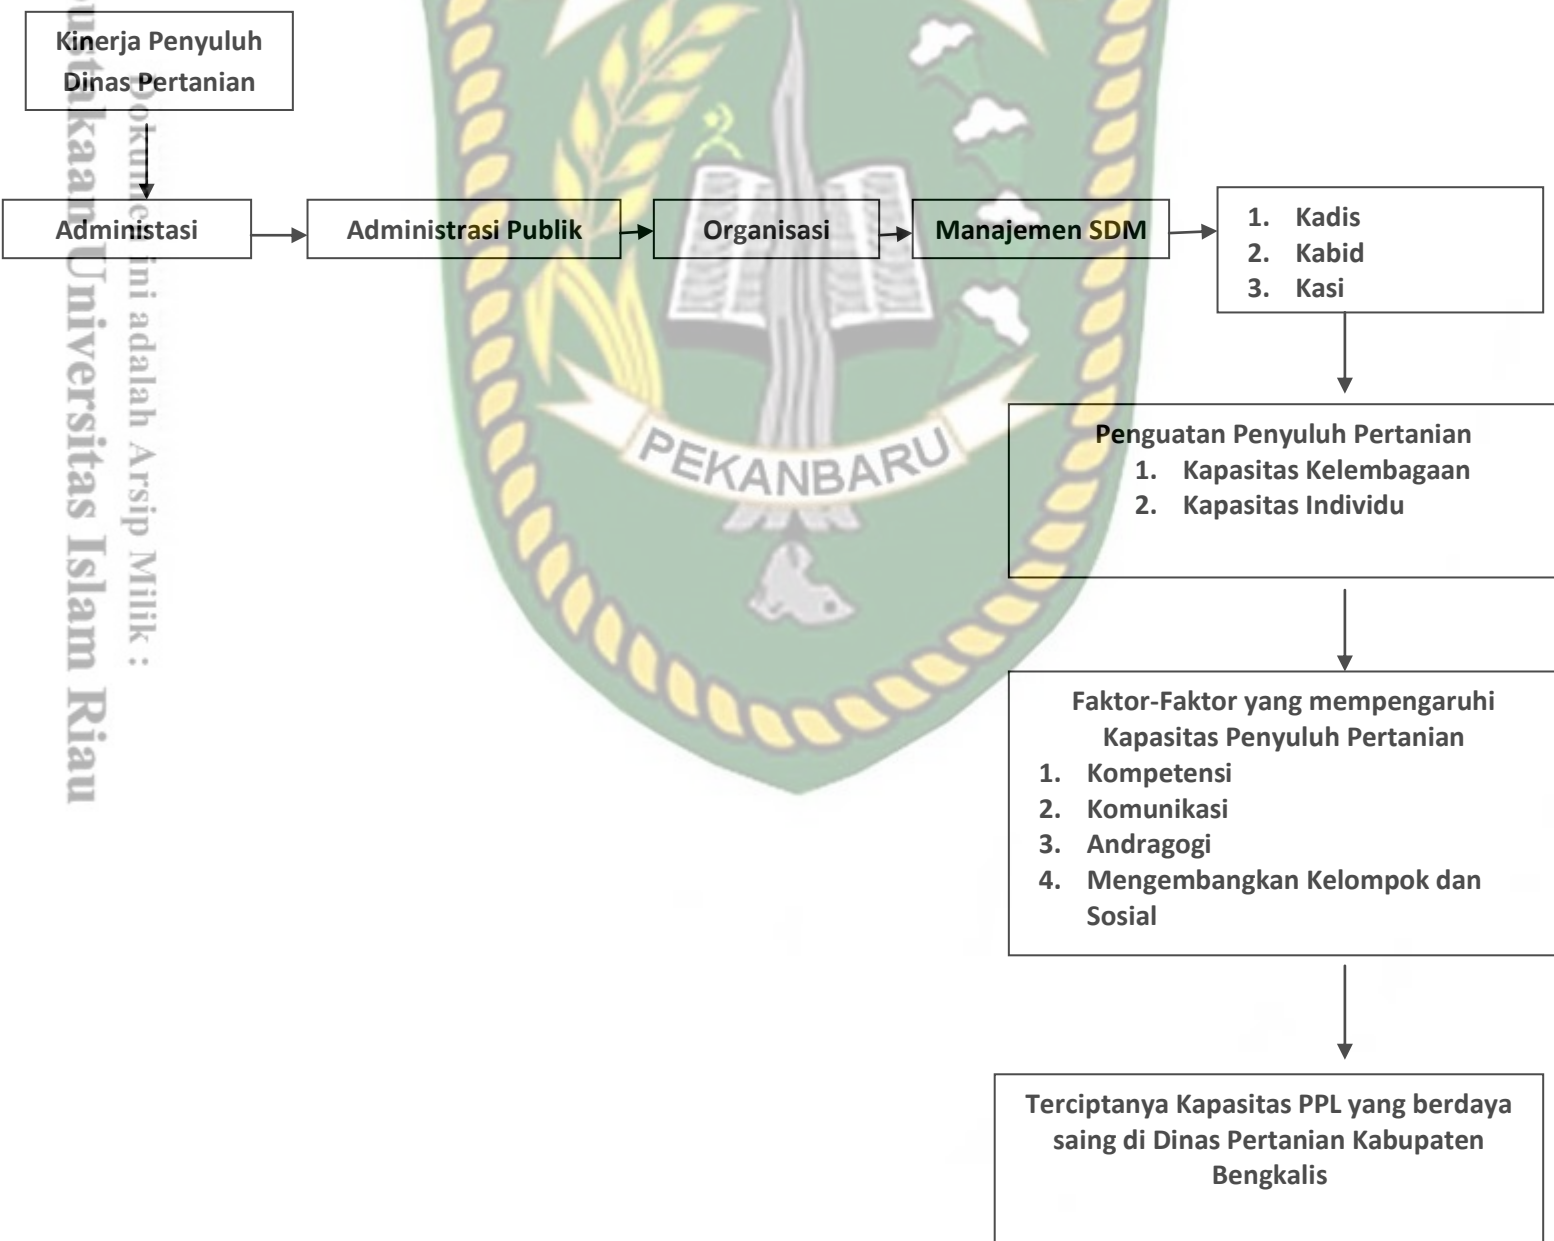 Kinerja Penyuluh
Dinas Pertanian
Administasi
Administrasi Publik
Organisasi
Manajemen SDM
1. Kadis
2. Kabid
3. Kasi
Penguatan Penyuluh Pertanian
1. Kapasitas Kelembagaan
2. Kapasitas Individu
Faktor-Faktor yang mempengaruhi
Kapasitas Penyuluh Pertanian
1. Kompetensi
2. Komunikasi
3. Andragogi
4. Mengembangkan Kelompok dan
Sosial
Terciptanya Kapasitas PPL yang berdaya
saing di Dinas Pertanian Kabupaten
Bengkalis
PEKANBARU
Dokumen ini adalah Arsip Milik :
ustakaan Universitas Islam Riau